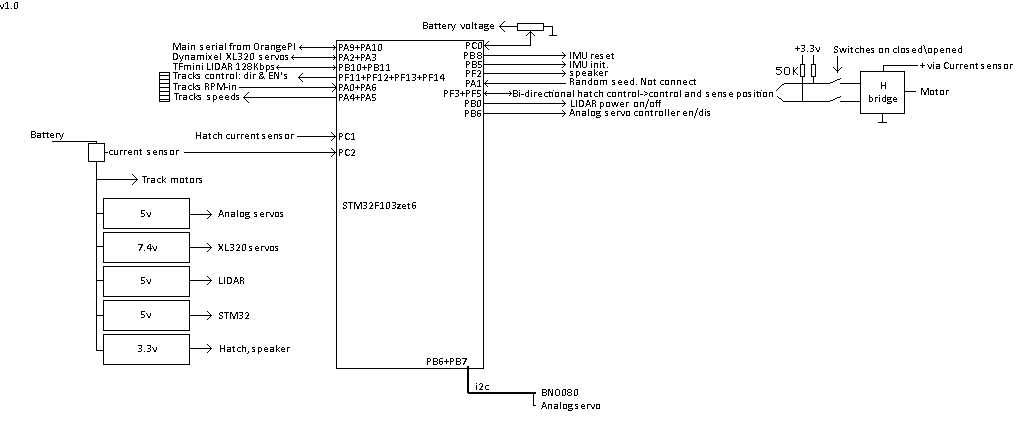 v1.0
Battery voltage
Main serial from OrangePI
PA9+PA10
Dynamixel XL320 servos
PA2+PA3
TFmini LIDAR 128Kbps
PB10+PB11
Tracks control: dir & EN's
PF11+PF12+PF13+PF14
Tracks RPM-in
PA0+PA6
Tracks speeds
PA4+PA5
PC0
PB8
IMU reset
PB5
IMU init.
PF2
speaker
PA1
Random seed. Not connect
PF3+PF5
Bi-directional hatch control->control and sense position
PB0
LIDAR power on/off
PB6
Analog servo controller en/dis
+3.3v
Switches on closed\opened
50K
+ via Current sensor
H
bridge
Motor
Hatch current sensor
PC1
Battery
current sensor
PC2
Track motors
STM32F103zet6
5v
Analog servos
7.4v
XL320 servos
5v
LIDAR
5v
STM32
3.3v
Hatch, speaker
PB6+PB7
i2c
BNO080
Analog servo